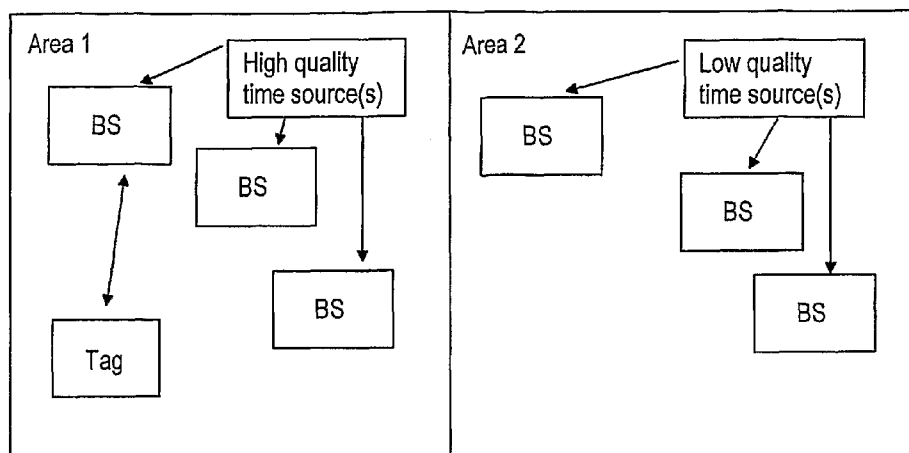 Area 1
High quality
time source(s)
BS
BS
BS
Tag
Area 2
Low quality
time source(s)
BS
BS
BS